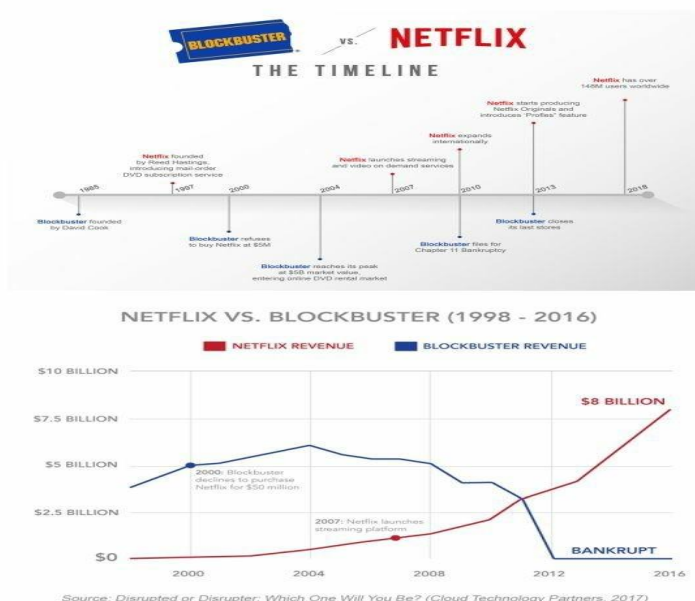 BLOCKBUSTER
VS.
NETFLIX
THE TIMELINE
Netflix has over
148M users worldwide
Netflix starts producing
Netflix Originals and
introduces "Profiles" feature
Netflix expands
internationally
Netflix founded
by Reed Hastings,
introducing mail-order
DVD subscription service
Netflix launches streaming
and video on demand services
1985
1997
2000
2004
2007
2010
2013
2018
Blockbuster founded
by David Cook
Blockbuster refuses
to buy Netflix at $5M
Blockbuster reaches its peak
at $5B market value,
entering online DVD rental market
Blockbuster files for
Chapter 11 Bankruptcy
Blockbuster closes
its last stores
NETFLIX VS. BLOCKBUSTER (1998 - 2016)
NETFLIX REVENUE
BLOCKBUSTER REVENUE
$10 BILLION
$7.5 BILLION
$5 BILLION
$2.5 BILLION
$0
$8 BILLION
2000: Blockbuster
declines to purchase
Netflix for $50 million
2007: Netflix launches
streaming platform
BANKRUPT
2000
2004
2008
2012
2016
Source: Disrupted or Disrupter: Which One Will You Be? (Cloud Technology Partners, 2017)